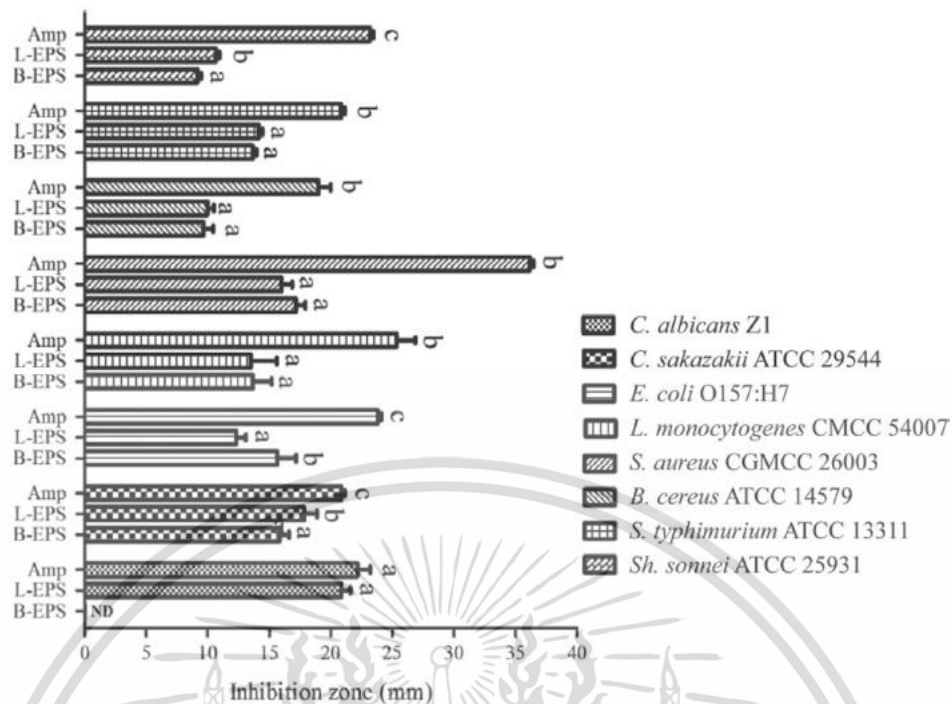 Amp c
L-EPS b
B-EPS a
Amp b
L-EPS a
B-EPS a
Amp b
L-EPS a
B-EPS a
Amp b
L-EPS a
B-EPS a
Amp b
L-EPS a
B-EPS a
Amp c
L-EPS a
B-EPS b
Amp c
L-EPS b
B-EPS a
Amp a
L-EPS a
B-EPS ND
0 5 10 15 20 25 30 35 40
Inhibition zone (mm)
C. albicans Z1
C. sakazakii ATCC 29544
E. coli O157:H7
L. monocytogenes CMCC 54007
S. aureus CGMCC 26003
B. cereus ATCC 14579
S. typhimurium ATCC 13311
Sh. sonnei ATCC 25931